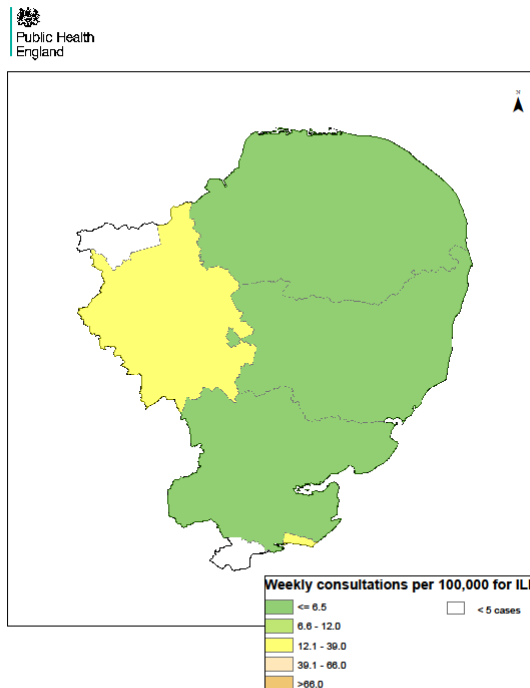 Public Health
England
N
Weekly consultations per 100,000 for ILI
<= 6.5
< 5 cases
6.6 - 12.0
12.1 - 39.0
39.1 - 66.0
>66.0